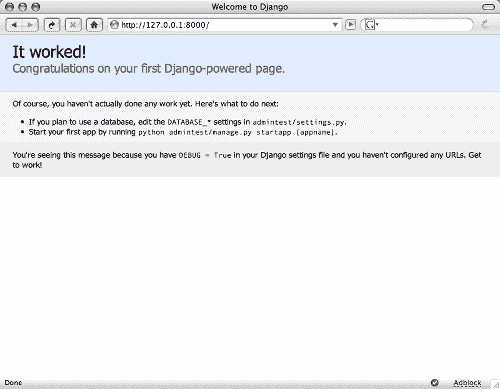 Welcome to Django
http://127.0.0.1:8000/
G
It worked!
Congratulations on your first Django-powered page.
Of course, you haven't actually done any work yet. Here's what to do next:
• If you plan to use a database, edit the DATABASE_* settings in admintest/settings.py.
• Start your first app by running python admintest/manage.py startapp [appname].
You're seeing this message because you have DEBUG = True in your Django settings file and you haven't configured any URLs. Get
to work!
Done
Adblock